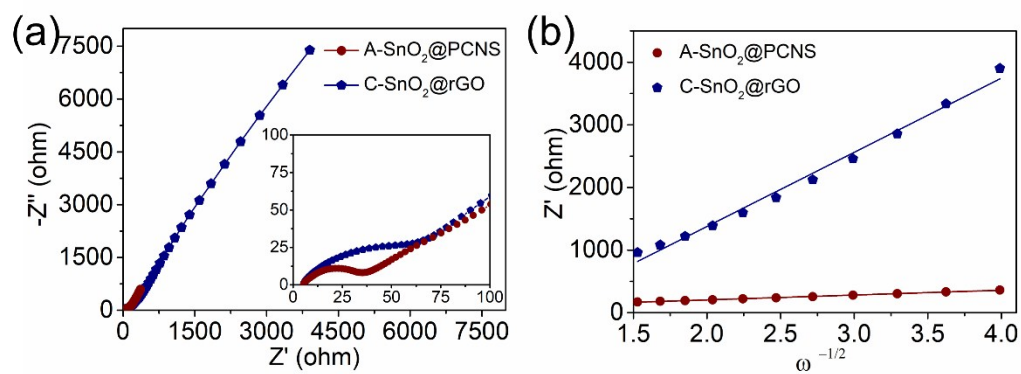 (a)
7500
6000
4500
3000
1500
0
-Z'' (ohm)
A-SnO₂@PCNS
C-SnO₂@rGO
100
75
50
25
0
0 25 50 75 100
0 1500 3000 4500 6000 7500
Z' (ohm)
(b)
4000
3000
2000
1000
0
Z' (ohm)
A-SnO₂@PCNS
C-SnO₂@rGO
1.5 2.0 2.5 3.0 3.5 4.0
ω ⁻¹/²